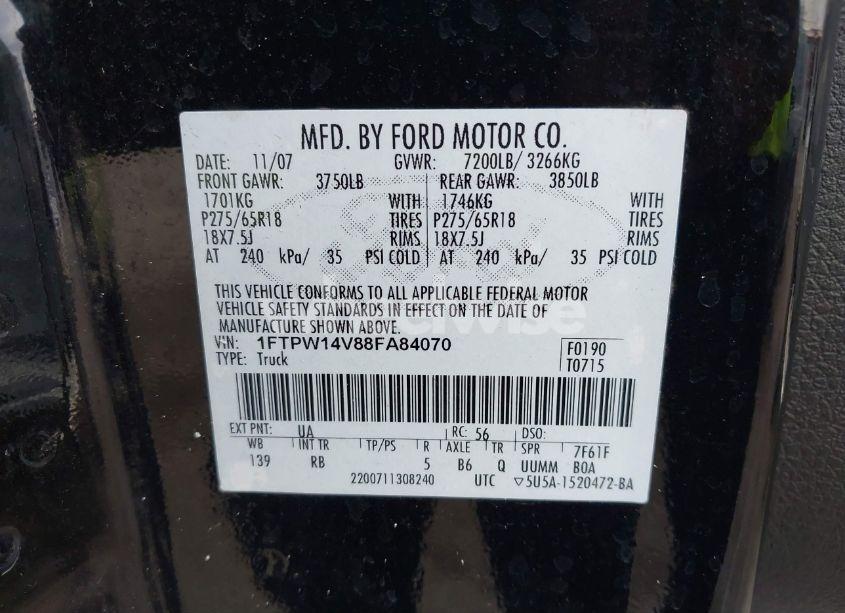 MFD. BY FORD MOTOR CO.
DATE: 11/07 GVWR: 7200LB/ 3266KG
FRONT GAWR: 3750LB REAR GAWR: 3850LB
1701KG WITH 1746KG WITH
P275/65R18 TIRES P275/65R18 TIRES
18X7.5J RIMS 18X7.5J RIMS
AT 240 kPa/ 35 PSI COLD AT 240 kPa/ 35 PSI COLD
THIS VEHICLE CONFORMS TO ALL APPLICABLE FEDERAL MOTOR
VEHICLE SAFETY STANDARDS IN EFFECT ON THE DATE OF
MANUFACTURE SHOWN ABOVE.
VIN: 1FTPW14V88FA84070
TYPE: Truck
F0190
T0715
EXT PNT: UA RC: 56 DSO:
WB INT TR TP/PS R AXLE TR SPR 7F61F
139 RB 5 B6 Q UUMM BOA
2200711308240 UTC ▽5U5A-1520472-BA